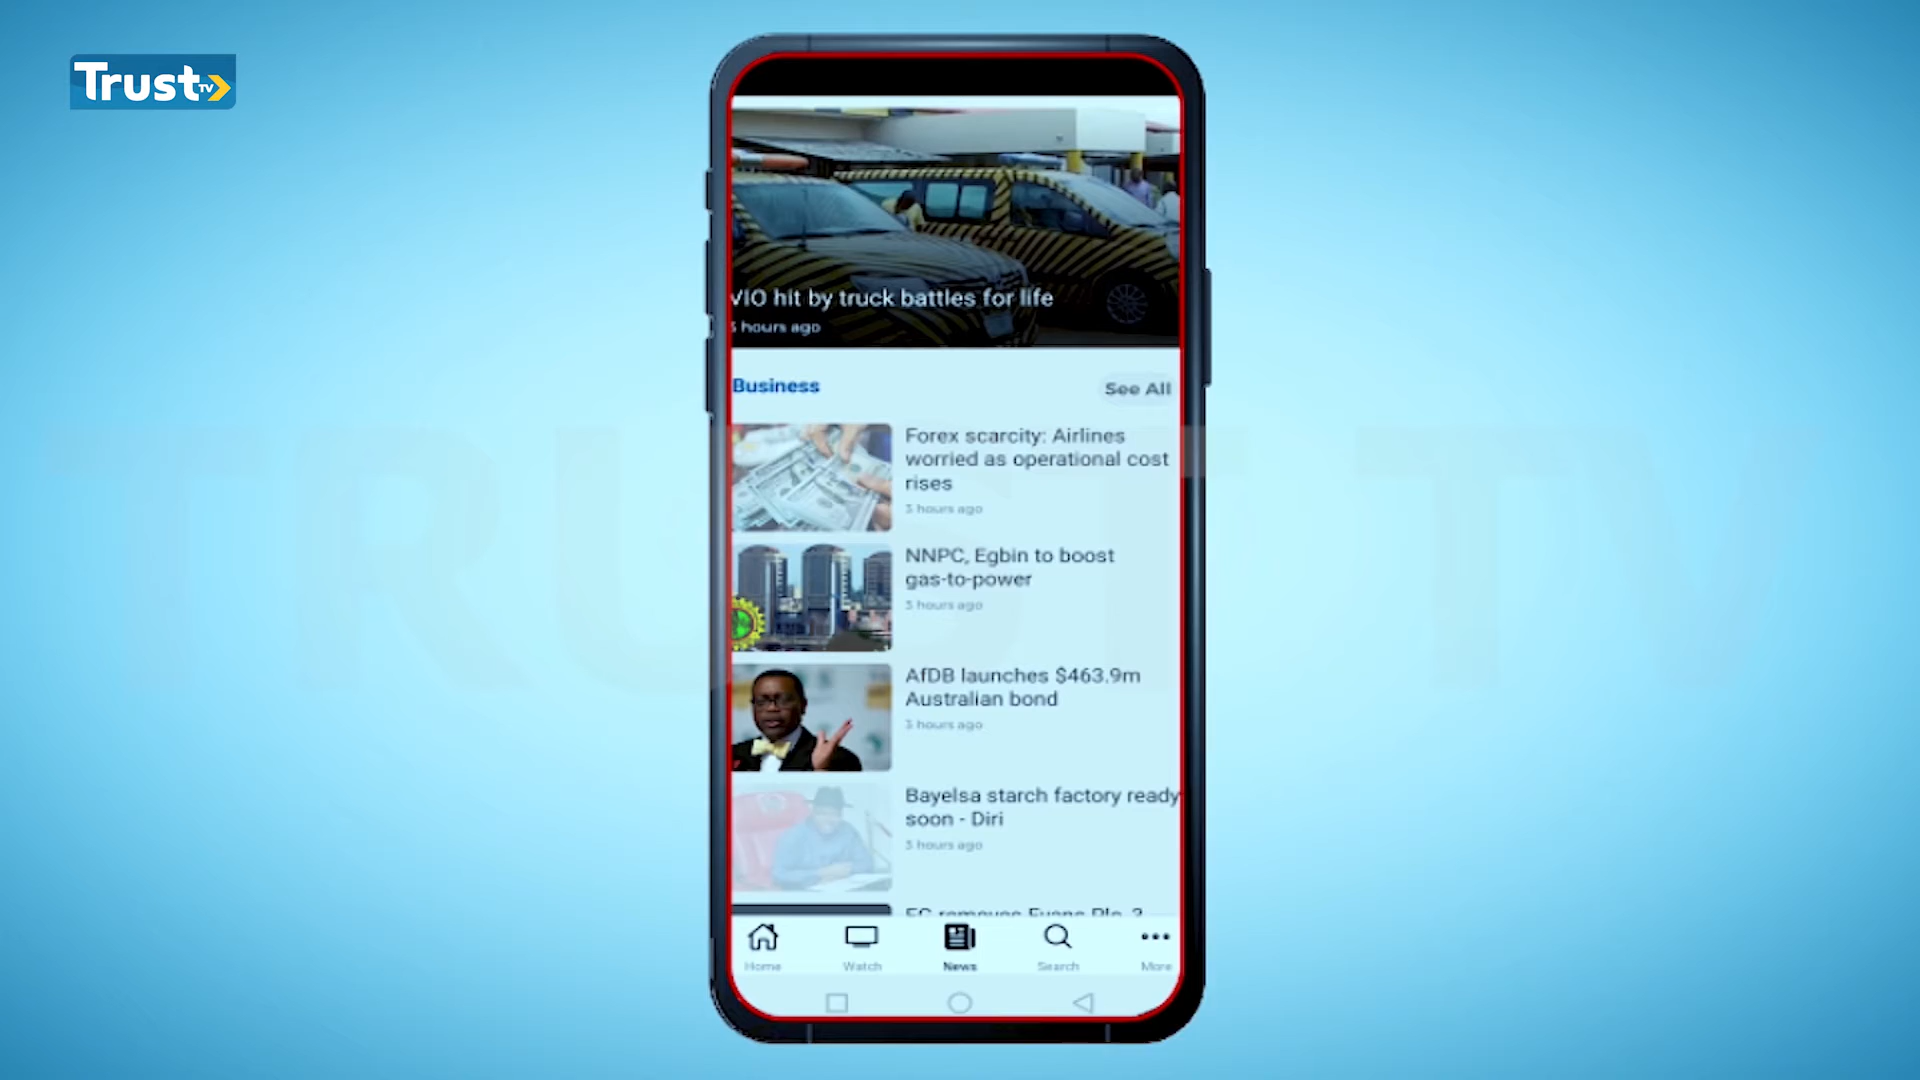 Trust TV
VIO hit by truck battles for life
3 hours ago
Business
See All
Forex scarcity: Airlines
worried as operational cost
rises
3 hours ago
NNPC, Egbin to boost
gas-to-power
3 hours ago
AfDB launches $463.9m
Australian bond
3 hours ago
Bayelsa starch factory ready
soon - Diri
3 hours ago
Home
Watch
News
Search
More
TRUST TV